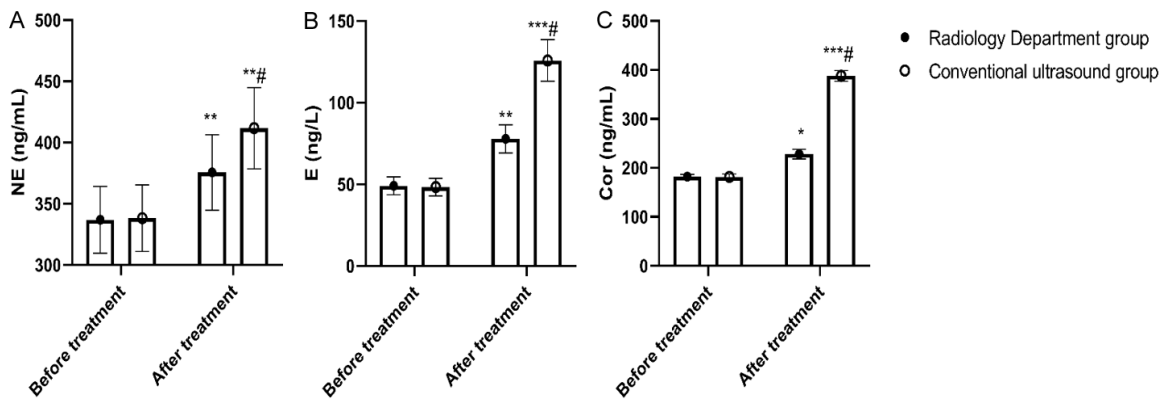 A
NE (ng/mL)
500
450
400
350
300
**
**#
Before treatment
After treatment
B
E (ng/L)
150
100
50
0
**
***#
Before treatment
After treatment
C
Cor (ng/mL)
500
400
300
200
100
0
*
***#
Before treatment
After treatment
Radiology Department group
Conventional ultrasound group